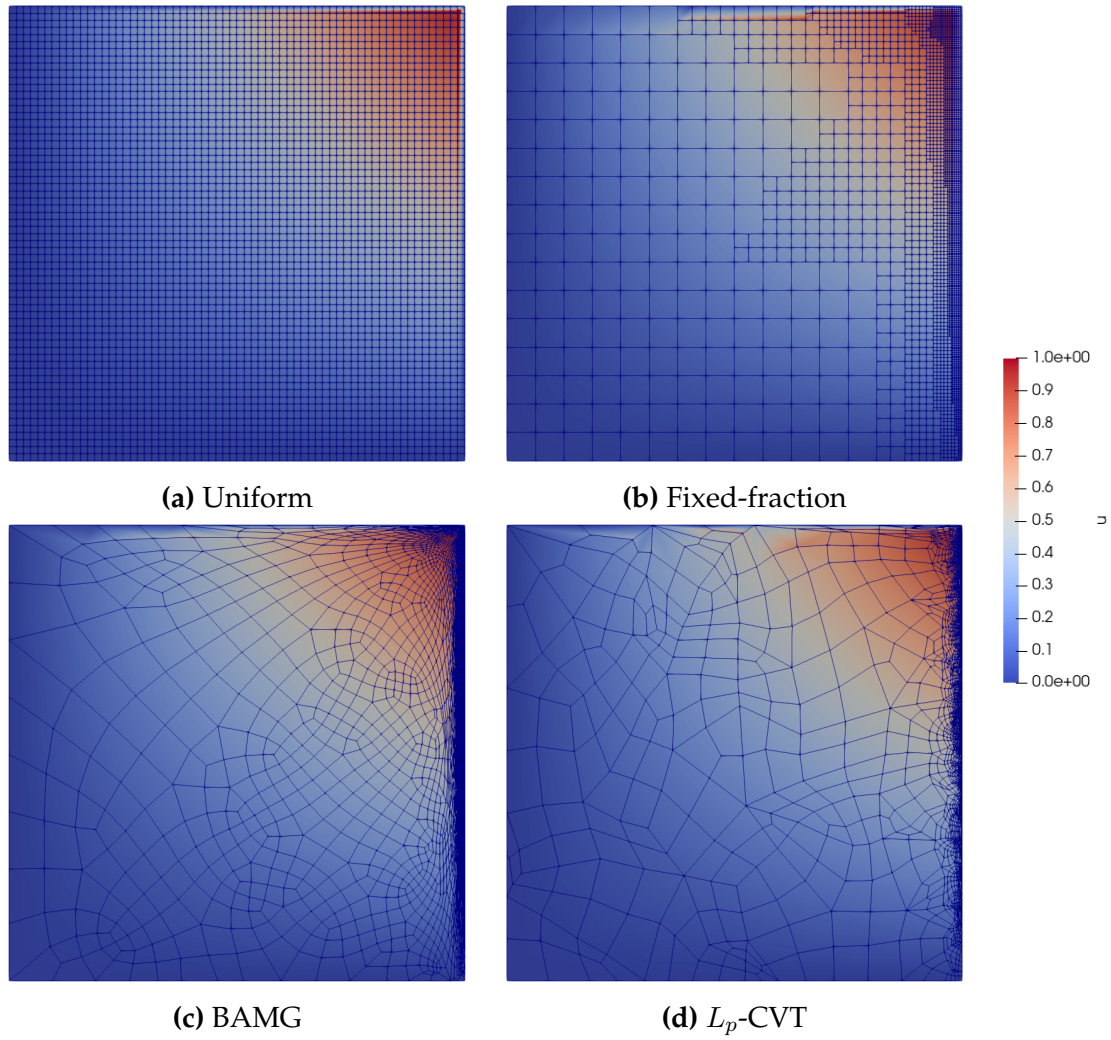 (a) Uniform
(b) Fixed-fraction
1.0e+00
0.9
0.8
0.7
0.6
0.5
0.4
0.3
0.2
0.1
0.0e+00
u
(c) BAMG
(d) Lp-CVT